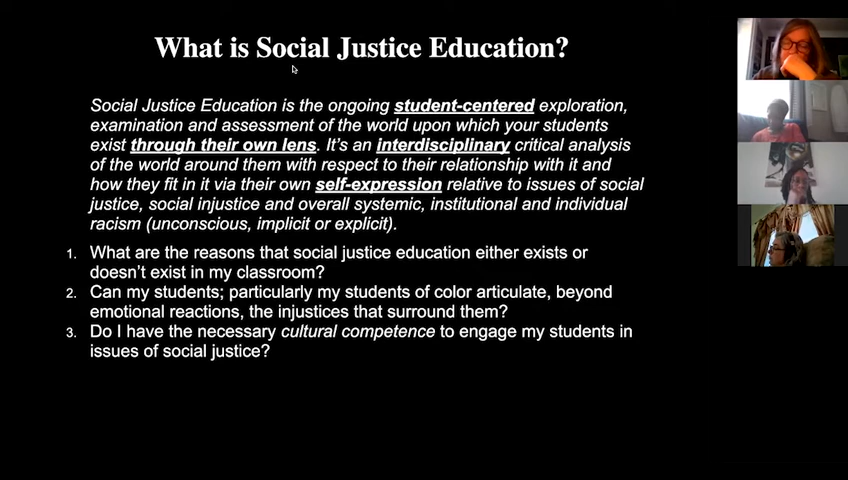 What is Social Justice Education?
Social Justice Education is the ongoing student-centered exploration,
examination and assessment of the world upon which your students
exist through their own lens. It's an interdisciplinary critical analysis
of the world around them with respect to their relationship with it and
how they fit in it via their own self-expression relative to issues of social
justice, social injustice and overall systemic, institutional and individual
racism (unconscious, implicit or explicit).
1. What are the reasons that social justice education either exists or
doesn't exist in my classroom?
2. Can my students; particularly my students of color articulate, beyond
emotional reactions, the injustices that surround them?
3. Do I have the necessary cultural competence to engage my students in
issues of social justice?